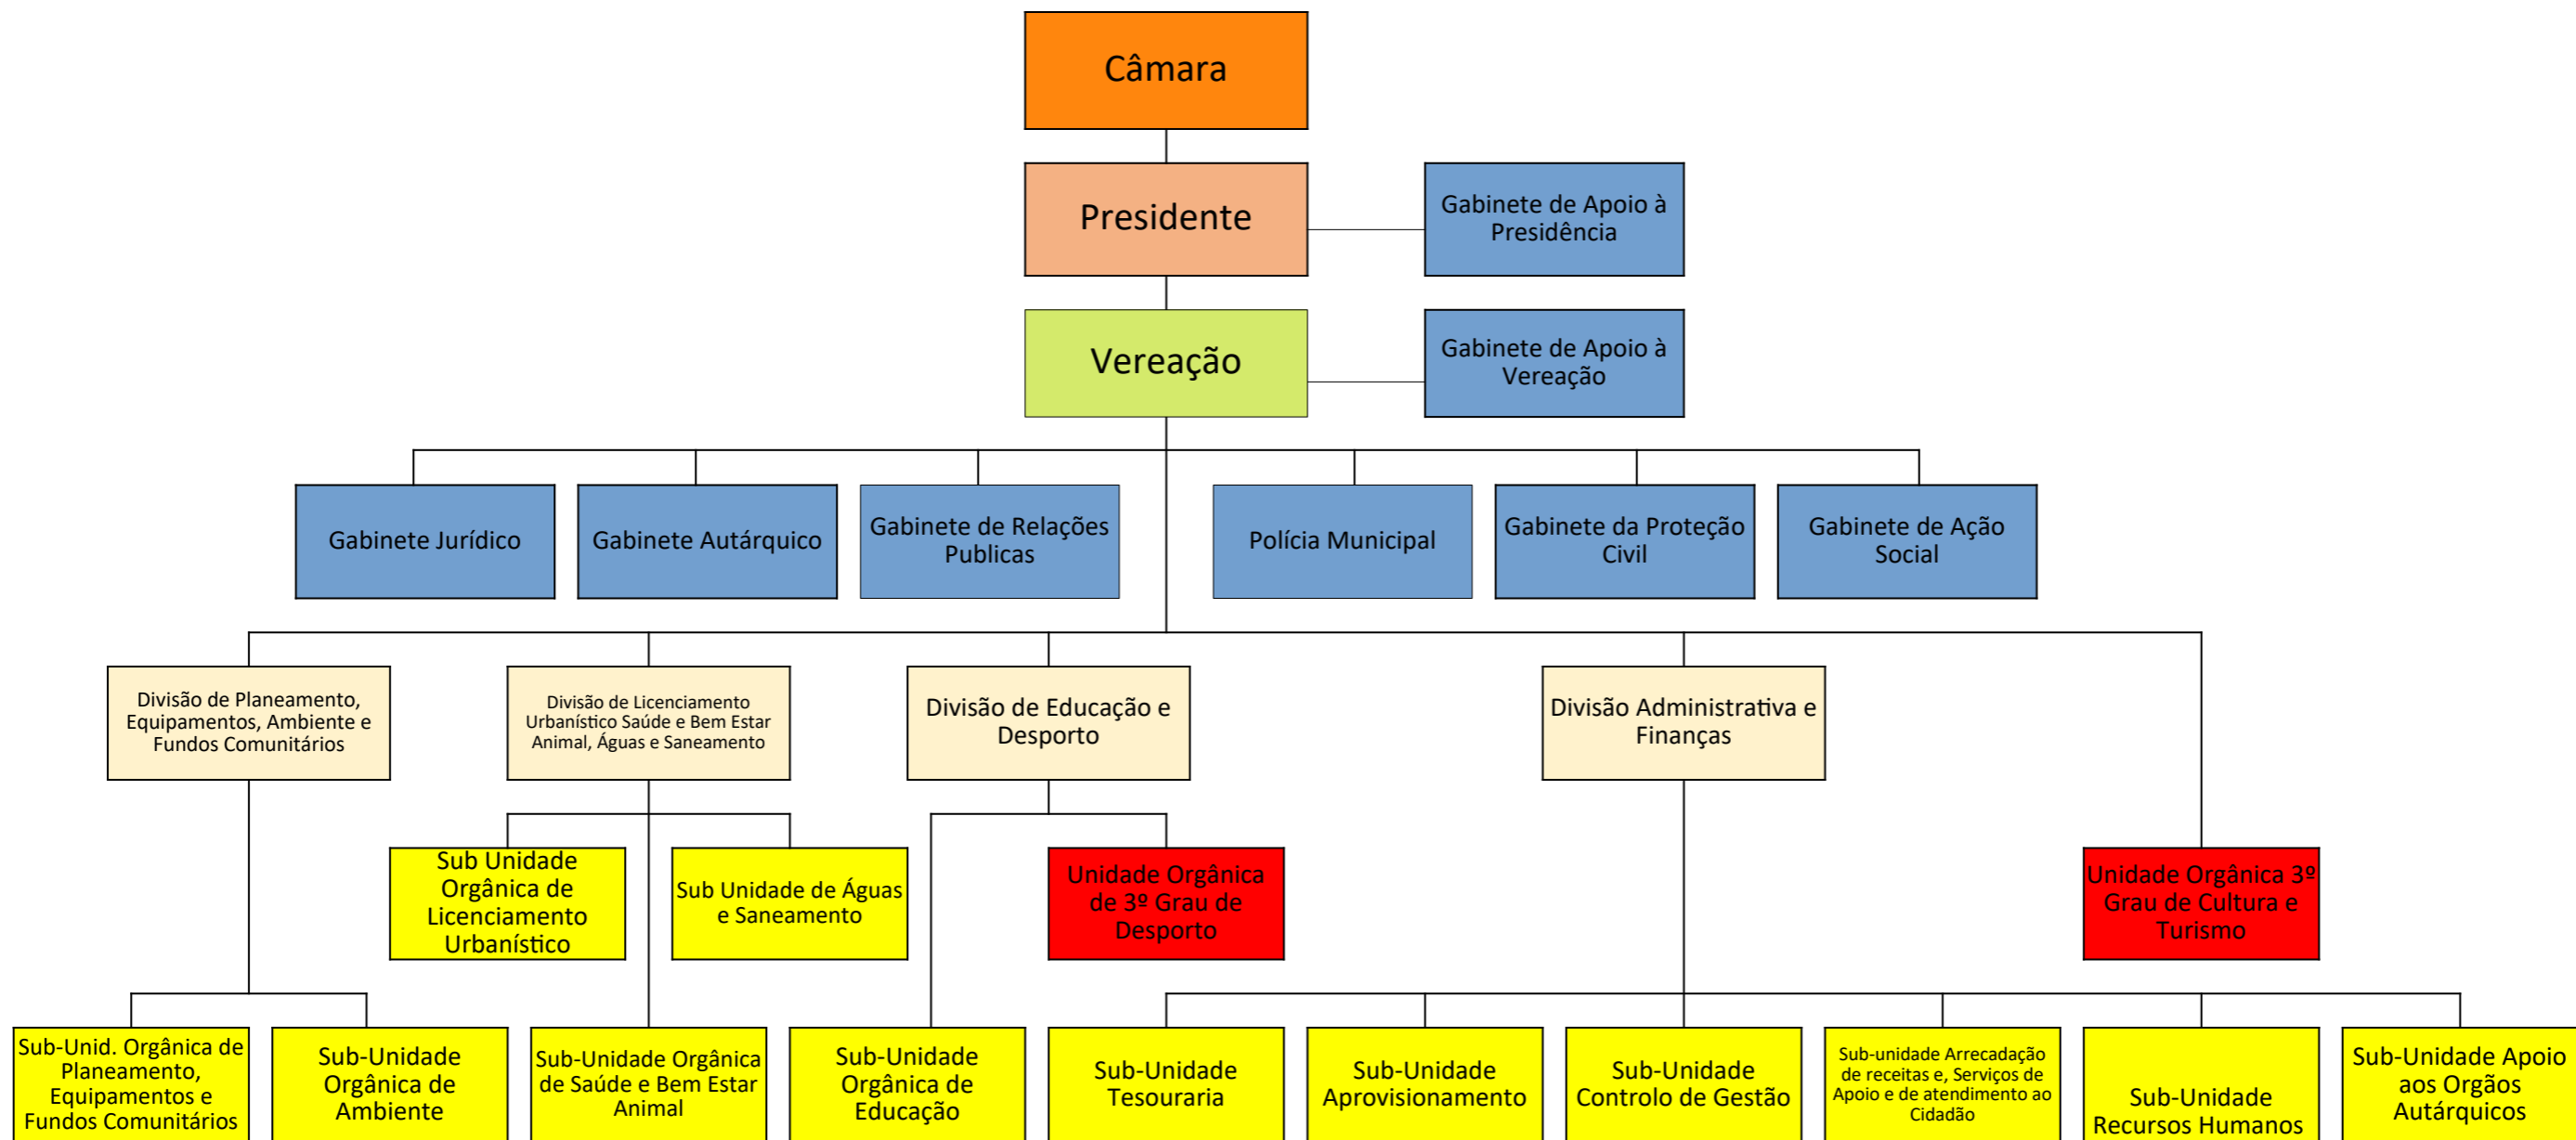 Câmara
Presidente
Gabinete de Apoio à
Presidência
Vereação
Gabinete de Apoio à
Vereação
Gabinete Jurídico
Gabinete Autárquico
Gabinete de Relações
Publicas
Polícia Municipal
Gabinete da Proteção
Civil
Gabinete de Ação
Social
Divisão de Planeamento,
Equipamentos, Ambiente e
Fundos Comunitários
Divisão de Licenciamento
Urbanístico Saúde e Bem Estar
Animal, Águas e Saneamento
Divisão de Educação e
Desporto
Divisão Administrativa e
Finanças
Sub Unidade
Orgânica de
Licenciamento
Urbanístico
Sub Unidade de Águas
e Saneamento
Unidade Orgânica
de 3º Grau de
Desporto
Unidade Orgânica 3º
Grau de Cultura e
Turismo
Sub-Unid. Orgânica de
Planeamento,
Equipamentos e
Fundos Comunitários
Sub-Unidade
Orgânica de
Ambiente
Sub-Unidade Orgânica
de Saúde e Bem Estar
Animal
Sub-Unidade
Orgânica de
Educação
Sub-Unidade
Tesouraria
Sub-Unidade
Aprovisionamento
Sub-Unidade
Controlo de Gestão
Sub-unidade Arrecadação
de receitas e, Serviços de
Apoio e de atendimento ao
Cidadão
Sub-Unidade
Recursos Humanos
Sub-Unidade Apoio
aos Orgãos
Autárquicos